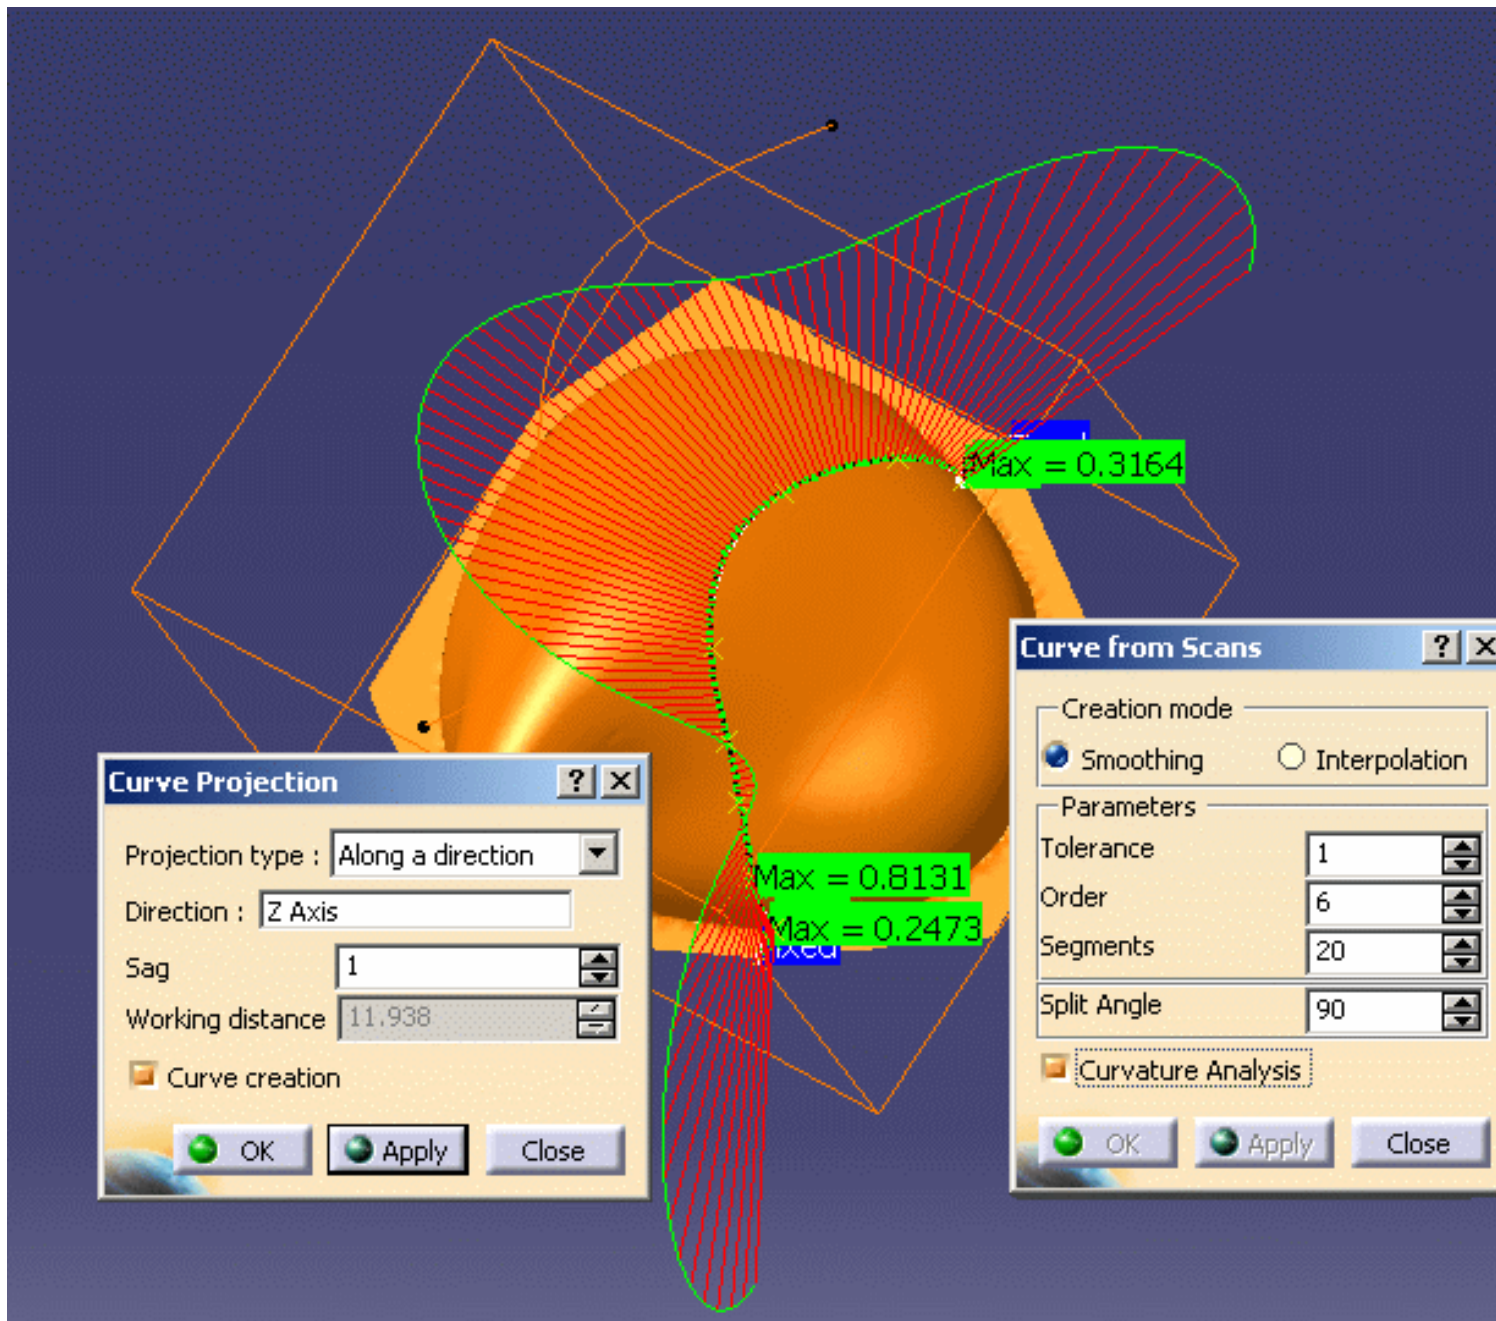 Max = 0.3164
Curve from Scans
Creation mode
Smoothing Interpolation
Parameters
Tolerance 1
Order 6
Segments 20
Split Angle 90
Curvature Analysis
OK Apply Close
Curve Projection
Projection type : Along a direction
Direction : Z Axis
Sag 1
Working distance 11.938
Curve creation
OK Apply Close
Max = 0.8131
Max = 0.2473